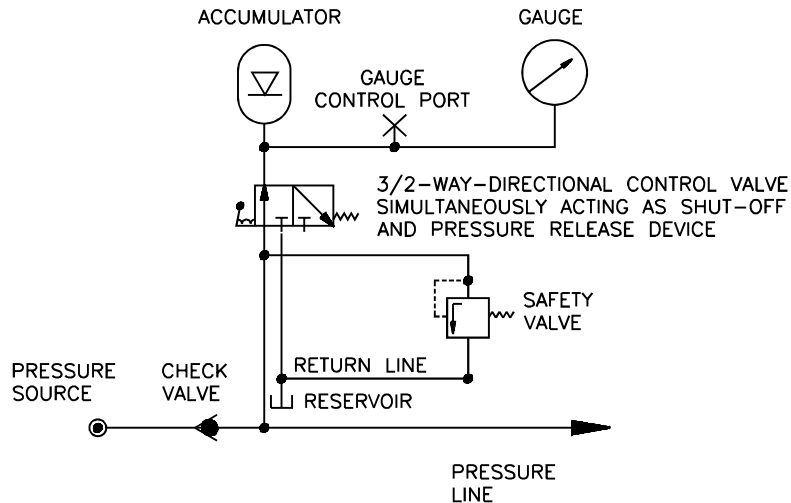 ACCUMULATOR
GAUGE
GAUGE
CONTROL PORT
3/2-WAY-DIRECTIONAL CONTROL VALVE
SIMULTANEOUSLY ACTING AS SHUT-OFF
AND PRESSURE RELEASE DEVICE
SAFETY
VALVE
RETURN LINE
RESERVOIR
PRESSURE
SOURCE
CHECK
VALVE
PRESSURE
LINE